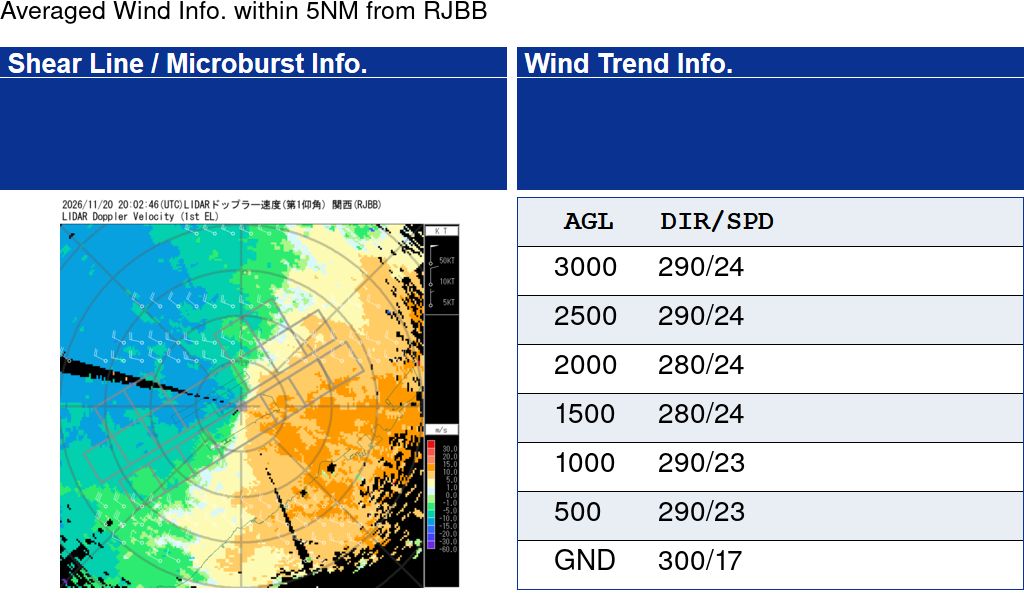 Averaged Wind Info. within 5NM from RJBB
Shear Line / Microburst Info.
Wind Trend Info.
2026/11/20 20:02:46(UTC)LIDARドップラー速度(第1仰角) 関西(RJBB)
LIDAR Doppler Velocity (1st EL)
KT
50KT
10KT
5KT
m/s
30.0
20.0
15.0
10.0
5.0
1.0
0.0
-1.0
-5.0
-10.0
-15.0
-20.0
-30.0
-60.0
AGL DIR/SPD
3000 290/24
2500 290/24
2000 280/24
1500 280/24
1000 290/23
500 290/23
GND 300/17